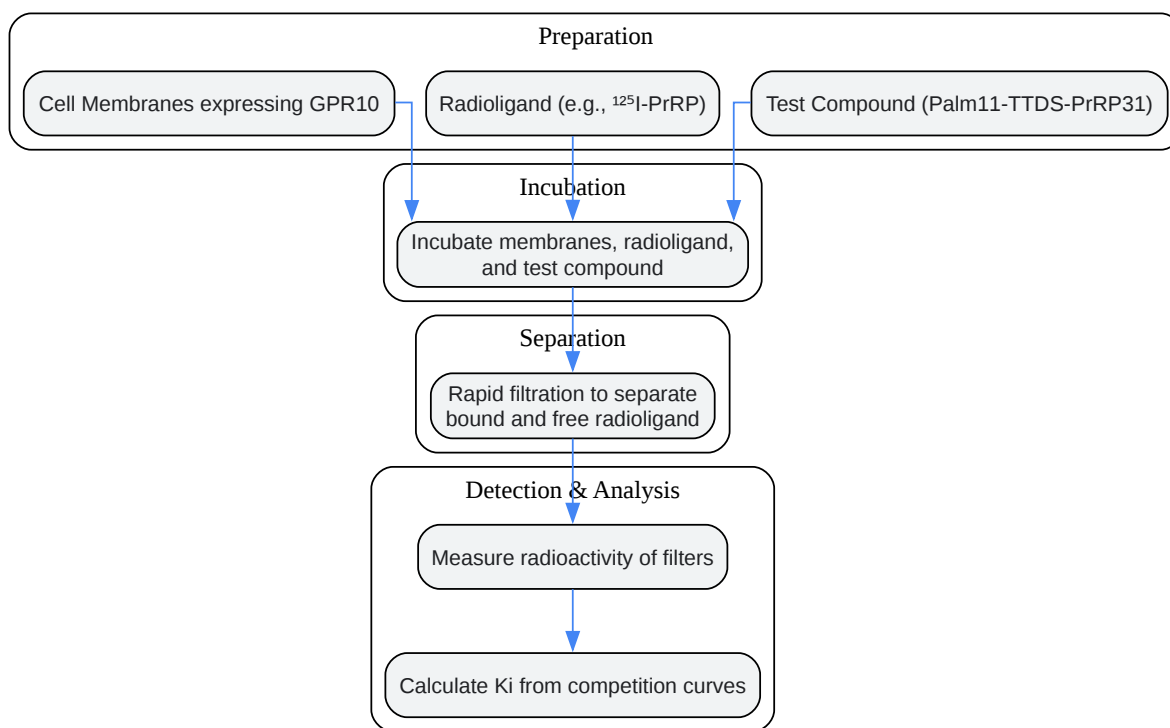 Preparation
Cell Membranes expressing GPR10
Radioligand (e.g., ¹²⁵I-PrRP)
Test Compound (Palm11-TTDS-PrRP31)
Incubation
Incubate membranes, radioligand,
and test compound
Separation
Rapid filtration to separate
bound and free radioligand
Detection & Analysis
Measure radioactivity of filters
Calculate Ki from competition curves